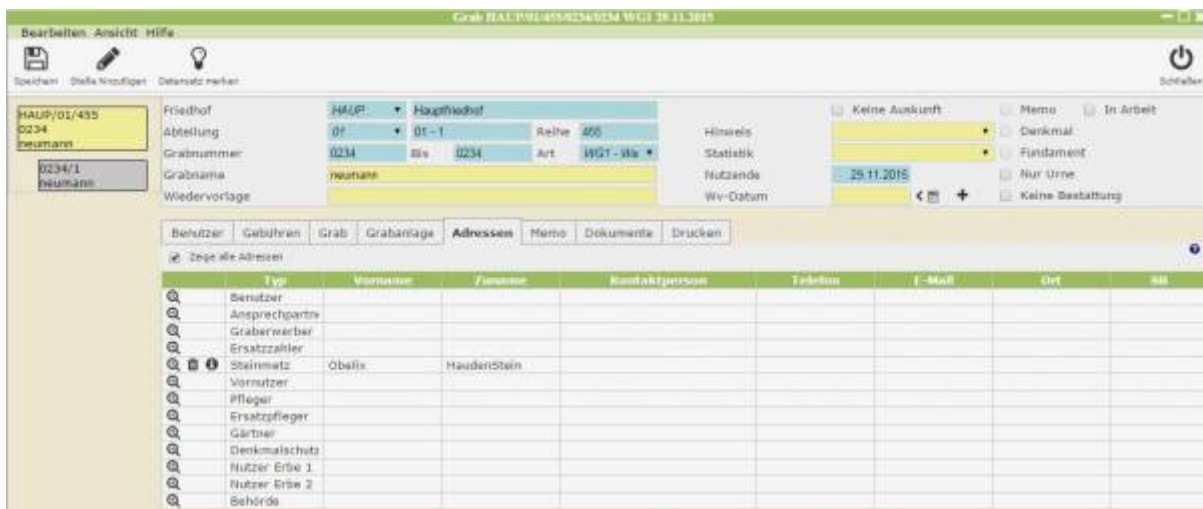 Grab HAUP/01/455/0234/0234 WG1 29.11.2015
Bearbeiten Ansicht Hilfe
Speichern Stelle hinzufügen Datensatz merken Schließen
HAUP/01/455
0234
neumann
0234/1
neumann
Friedhof HAUP Hauptfriedhof Keine Auskunft Memo In Arbeit
Abteilung 01 01 - 1 Reihe 455 Hinweis Denkmal
Grabnummer 0234 Bis 0234 Art WG1 - Wa Statistik Fundament
Grabname neumann Nutzende 29.11.2015 Nur Urne
Wiedervorlage Wv-Datum Keine Bestattung
Benutzer Gebühren Grab Grabanlage Adressen Memo Dokumente Drucken
Zeige alle Adressen
Typ Vorname Zuname Kontaktperson Telefon E-Mail Ort
Benutzer
Ansprechpartne
Graberwerber
Ersatzzahler
Steinmetz Obelix HaudenStein
Vornutzer
Pfleger
Ersatzpfleger
Gärtner
Denkmalschutz
Nutzer Erbe 1
Nutzer Erbe 2
Behörde